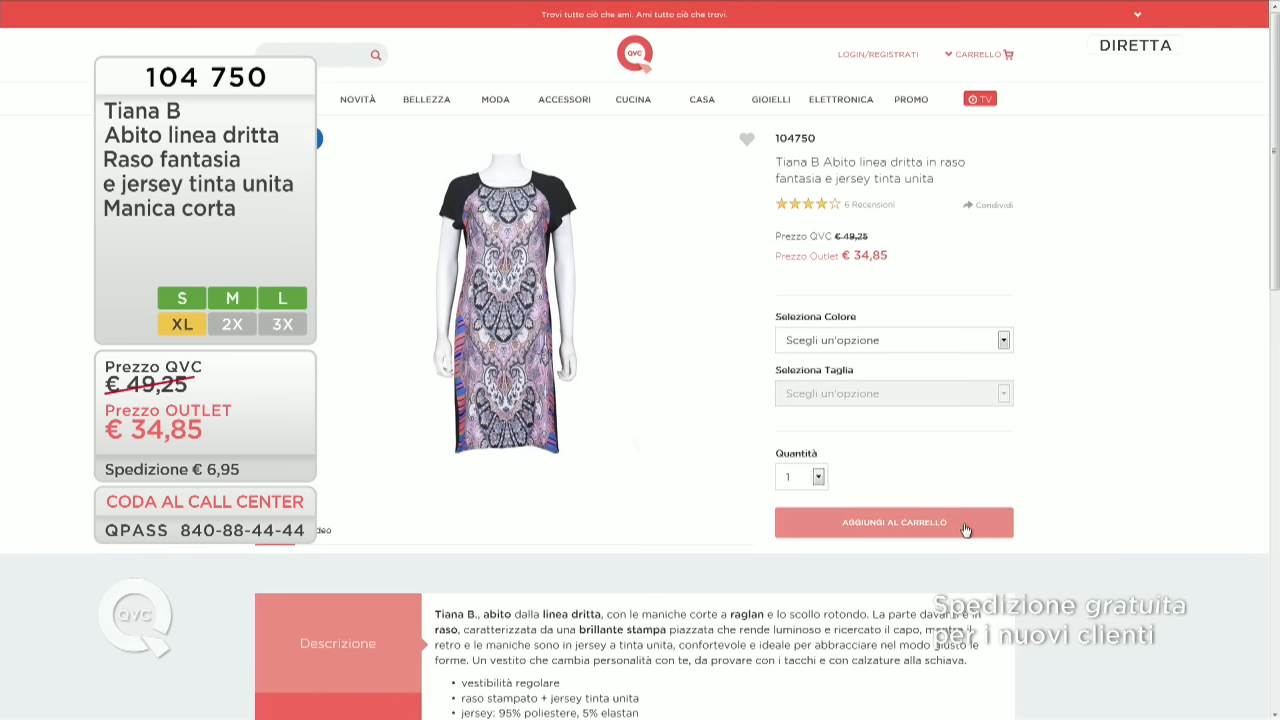 Trovi tutto ciò che ami. Ami tutto ciò che trovi.
QVC
LOGIN/REGISTRATI
CARRELLO
DIRETTA
NOVITÀ
BELLEZZA
MODA
ACCESSORI
CUCINA
CASA
GIOIELLI
ELETTRONICA
PROMO
TV
104 750
Tiana B
Abito linea dritta
Raso fantasia
e jersey tinta unita
Manica corta
S M L
XL 2X 3X
Prezzo QVC
€ 49,25
Prezzo OUTLET
€ 34,85
Spedizione € 6,95
CODA AL CALL CENTER
QPASS 840-88-44-44
deo
104750
Tiana B Abito linea dritta in raso
fantasia e jersey tinta unita
6 Recensioni
Condividi
Prezzo QVC € 49,25
Prezzo Outlet € 34,85
Seleziona Colore
Scegli un'opzione
Seleziona Taglia
Scegli un'opzione
Quantità
1
AGGIUNGI AL CARRELLO
QVC
Spedizione gratuita
per i nuovi clienti
Descrizione
Tiana B., abito dalla linea dritta, con le maniche corte a raglan e lo scollo rotondo. La parte davanti è in
raso, caratterizzata da una brillante stampa piazzata che rende luminoso e ricercato il capo, mentre il
retro e le maniche sono in jersey a tinta unita, confortevole e ideale per abbracciare nel modo giusto le
forme. Un vestito che cambia personalità con te, da provare con i tacchi e con calzature alla schiava.
• vestibilità regolare
• raso stampato + jersey tinta unita
• jersey: 95% poliestere, 5% elastan